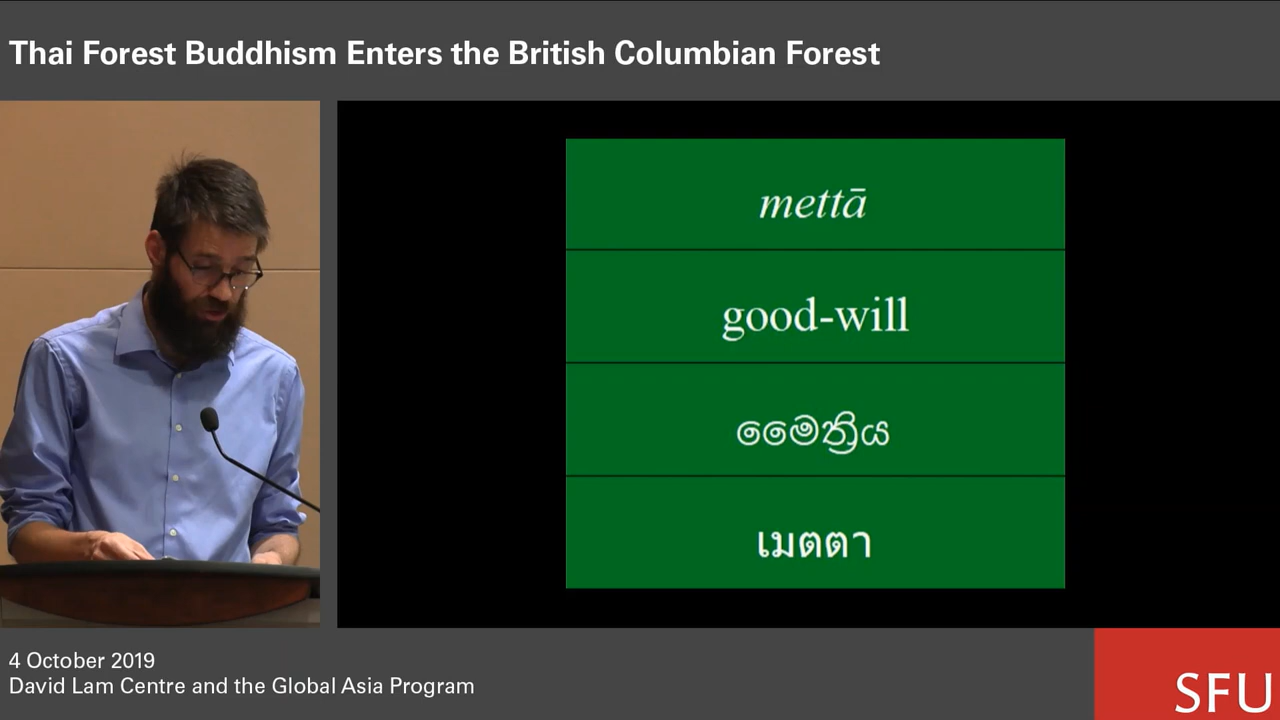 Thai Forest Buddhism Enters the British Columbian Forest
mettā
good-will
මෛත්‍රිය
เมตตา
4 October 2019
David Lam Centre and the Global Asia Program
SFU